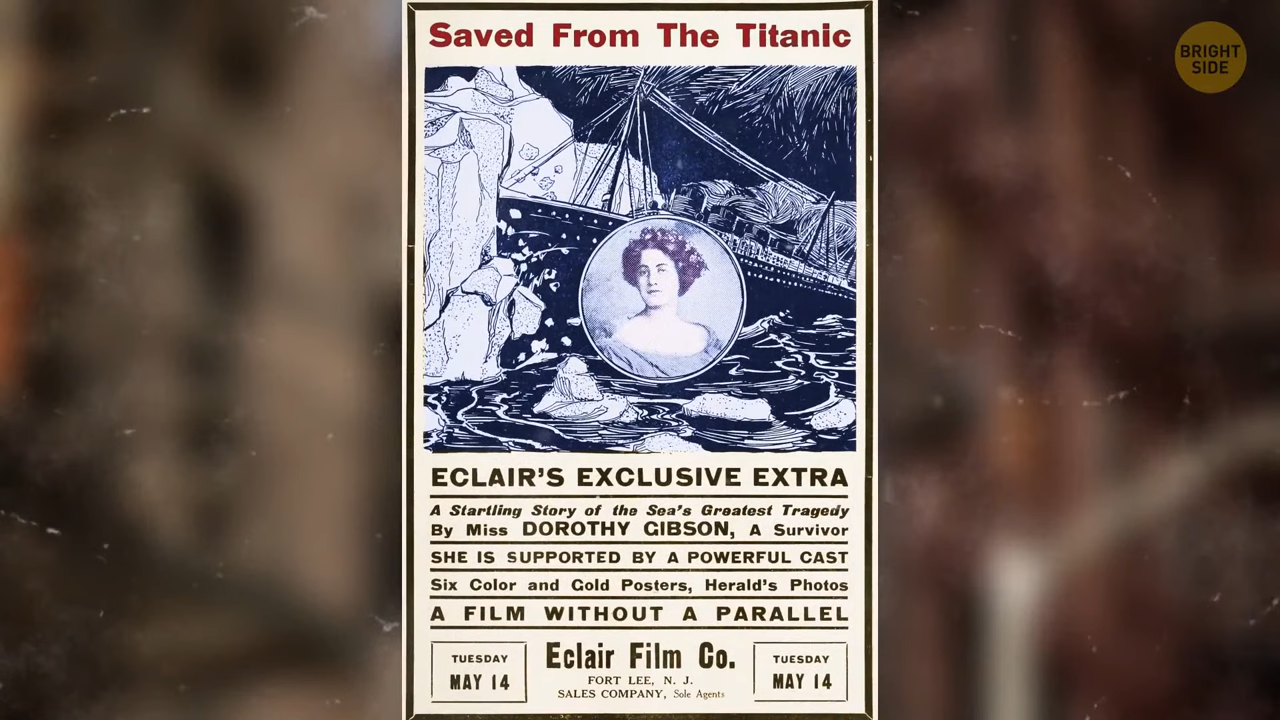 Saved From The Titanic
BRIGHT
SIDE
ECLAIR'S EXCLUSIVE EXTRA
A Startling Story of the Sea's Greatest Tragedy
By Miss DOROTHY GIBSON, A Survivor
SHE IS SUPPORTED BY A POWERFUL CAST
Six Color and Gold Posters, Herald's Photos
A FILM WITHOUT A PARALLEL
TUESDAY
MAY 14
Eclair Film Co.
FORT LEE, N. J.
SALES COMPANY, Sole Agents
TUESDAY
MAY 14